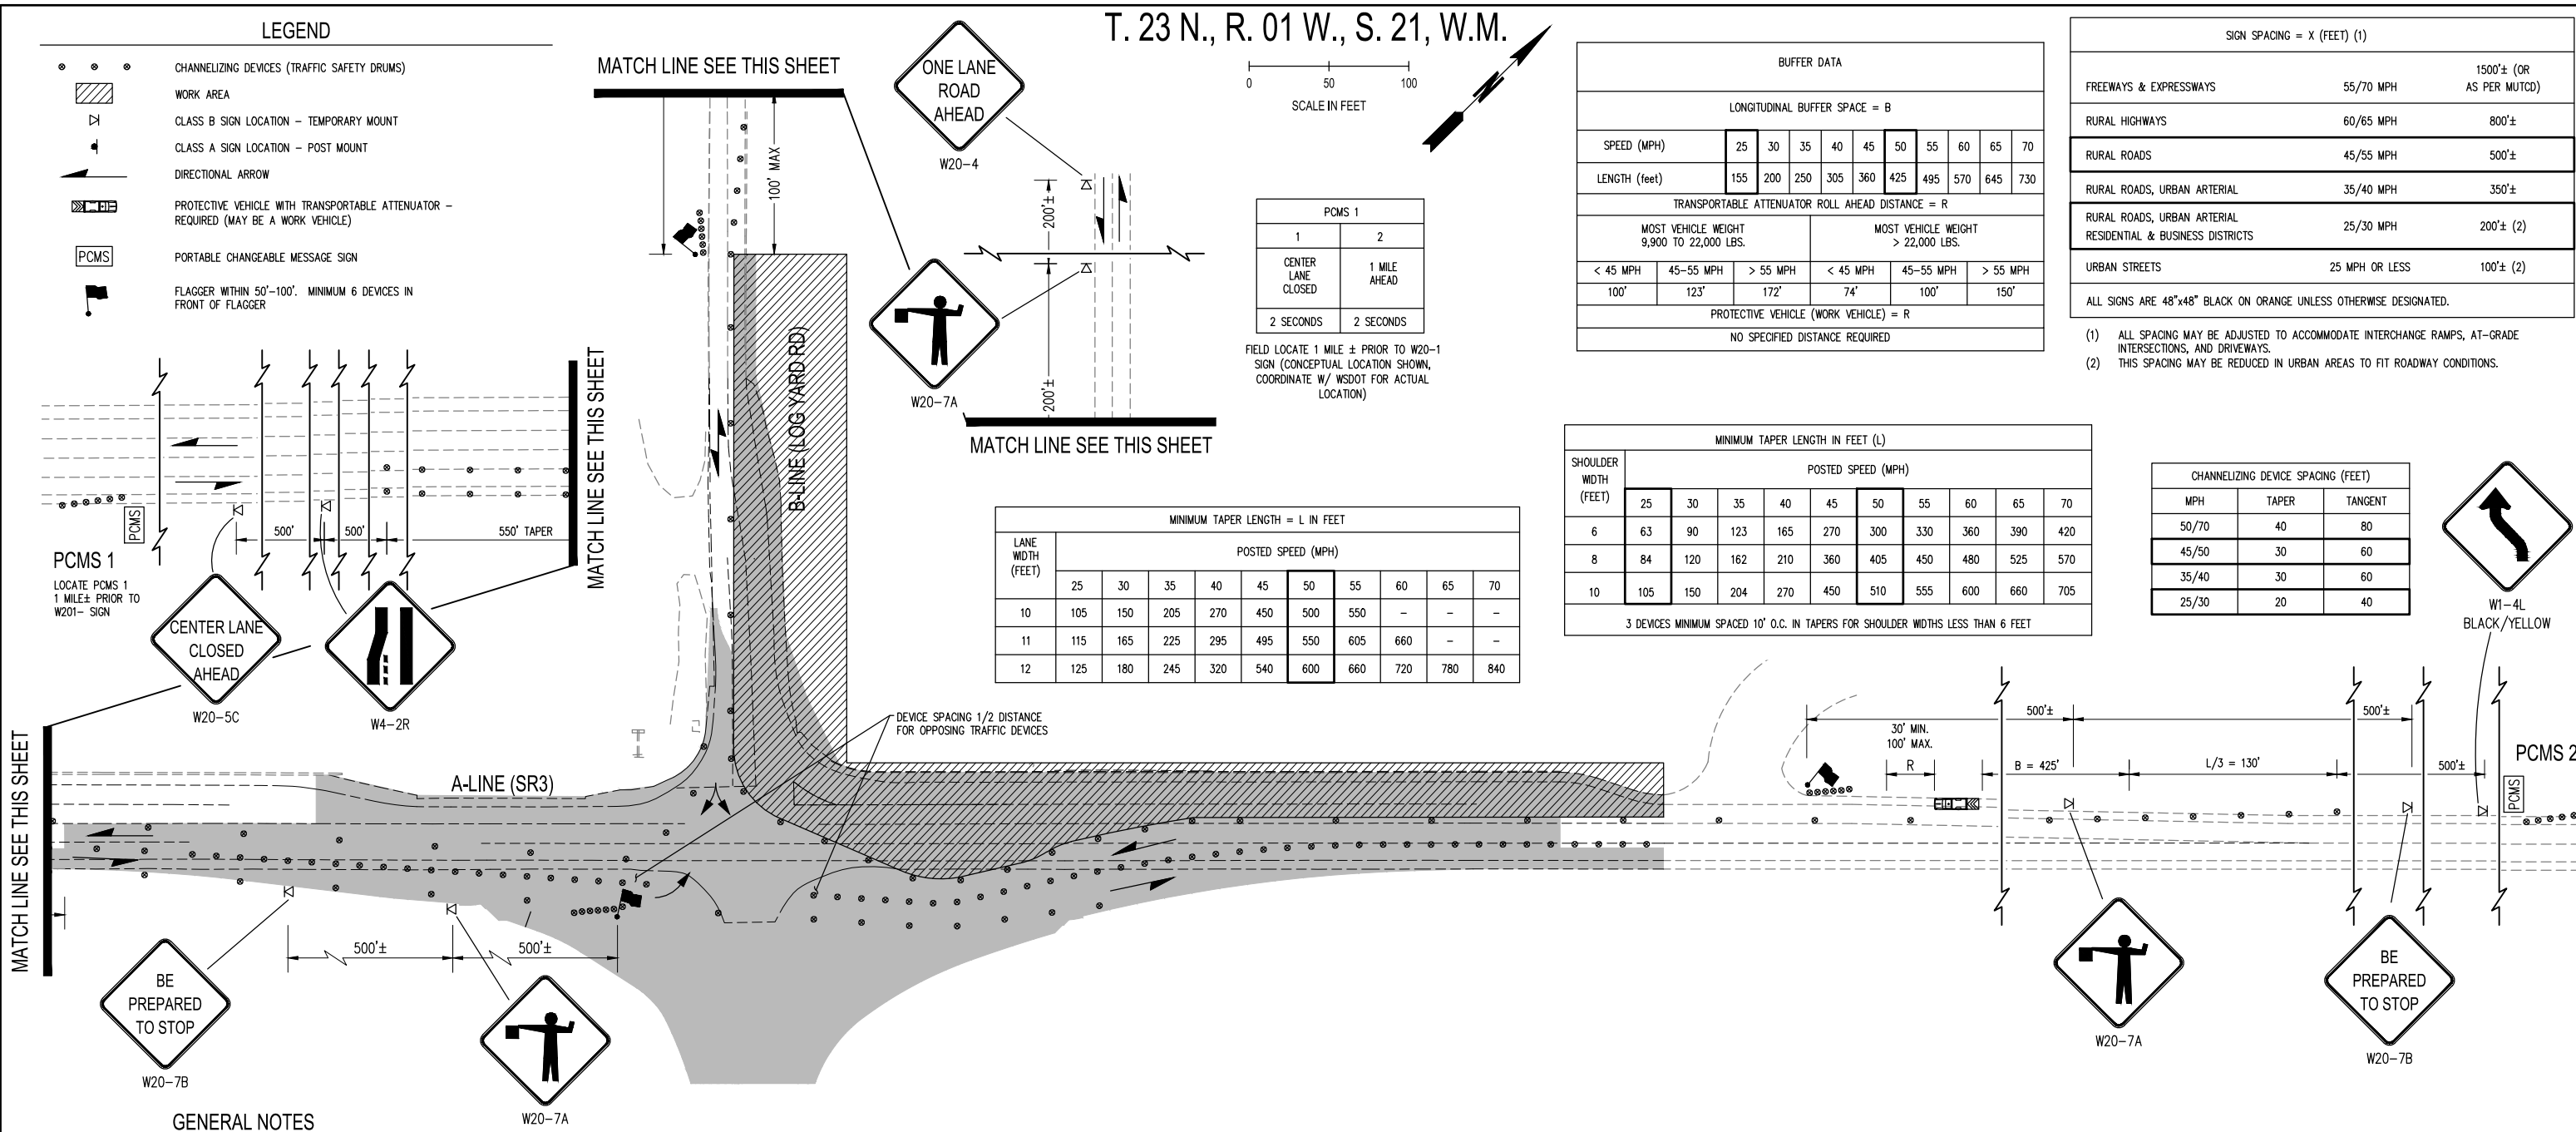 T. 23 N., R. 01 W., S. 21, W.M.
LEGEND
CHANNELIZING DEVICES (TRAFFIC SAFETY DRUMS)
WORK AREA
CLASS B SIGN LOCATION – TEMPORARY MOUNT
CLASS A SIGN LOCATION – POST MOUNT
DIRECTIONAL ARROW
PROTECTIVE VEHICLE WITH TRANSPORTABLE ATTENUATOR –
REQUIRED (MAY BE A WORK VEHICLE)
PCMS PORTABLE CHANGEABLE MESSAGE SIGN
FLAGGER WITHIN 50'-100'. MINIMUM 6 DEVICES IN
FRONT OF FLAGGER
MATCH LINE SEE THIS SHEET
100' MAX
ONE LANE
ROAD
AHEAD
W20-4
200'±
200'±
W20-7A
MATCH LINE SEE THIS SHEET
0 50 100
SCALE IN FEET
PCMS 1
1 2
CENTER
LANE
CLOSED
1 MILE
AHEAD
2 SECONDS 2 SECONDS
FIELD LOCATE 1 MILE ± PRIOR TO W20-1
SIGN (CONCEPTUAL LOCATION SHOWN,
COORDINATE W/ WSDOT FOR ACTUAL
LOCATION)
BUFFER DATA
LONGITUDINAL BUFFER SPACE = B
SPEED (MPH) 25 30 35 40 45 50 55 60 65 70
LENGTH (feet) 155 200 250 305 360 425 495 570 645 730
TRANSPORTABLE ATTENUATOR ROLL AHEAD DISTANCE = R
MOST VEHICLE WEIGHT
9,900 TO 22,000 LBS.
MOST VEHICLE WEIGHT
> 22,000 LBS.
< 45 MPH 45-55 MPH > 55 MPH < 45 MPH 45-55 MPH > 55 MPH
100' 123' 172' 74' 100' 150'
PROTECTIVE VEHICLE (WORK VEHICLE) = R
NO SPECIFIED DISTANCE REQUIRED
SIGN SPACING = X (FEET) (1)
FREEWAYS & EXPRESSWAYS 55/70 MPH 1500'± (OR
AS PER MUTCD)
RURAL HIGHWAYS 60/65 MPH 800'±
RURAL ROADS 45/55 MPH 500'±
RURAL ROADS, URBAN ARTERIAL 35/40 MPH 350'±
RURAL ROADS, URBAN ARTERIAL
RESIDENTIAL & BUSINESS DISTRICTS 25/30 MPH 200'± (2)
URBAN STREETS 25 MPH OR LESS 100'± (2)
ALL SIGNS ARE 48"x48" BLACK ON ORANGE UNLESS OTHERWISE DESIGNATED.
(1) ALL SPACING MAY BE ADJUSTED TO ACCOMMODATE INTERCHANGE RAMPS, AT-GRADE
INTERSECTIONS, AND DRIVEWAYS.
(2) THIS SPACING MAY BE REDUCED IN URBAN AREAS TO FIT ROADWAY CONDITIONS.
PCMS
500' 500' 550' TAPER
MATCH LINE SEE THIS SHEET
PCMS 1
LOCATE PCMS 1
1 MILE± PRIOR TO
W201- SIGN
CENTER LANE
CLOSED
AHEAD
W20-5C
W4-2R
B-LINE (LOG YARD RD)
MINIMUM TAPER LENGTH = L IN FEET
LANE
WIDTH
(FEET)
POSTED SPEED (MPH)
25 30 35 40 45 50 55 60 65 70
10 105 150 205 270 450 500 550 – – –
11 115 165 225 295 495 550 605 660 – –
12 125 180 245 320 540 600 660 720 780 840
MINIMUM TAPER LENGTH IN FEET (L)
SHOULDER
WIDTH
(FEET)
POSTED SPEED (MPH)
25 30 35 40 45 50 55 60 65 70
6 63 90 123 165 270 300 330 360 390 420
8 84 120 162 210 360 405 450 480 525 570
10 105 150 204 270 450 510 555 600 660 705
3 DEVICES MINIMUM SPACED 10' O.C. IN TAPERS FOR SHOULDER WIDTHS LESS THAN 6 FEET
CHANNELIZING DEVICE SPACING (FEET)
MPH TAPER TANGENT
50/70 40 80
45/50 30 60
35/40 30 60
25/30 20 40
W1-4L
BLACK/YELLOW
DEVICE SPACING 1/2 DISTANCE
FOR OPPOSING TRAFFIC DEVICES
MATCH LINE SEE THIS SHEET
A-LINE (SR3)
30' MIN.
100' MAX.
R
500'± 500'±
B = 425' L/3 = 130' 500'±
PCMS 2
PCMS
500'± 500'±
BE
PREPARED
TO STOP
W20-7B
W20-7A
W20-7A
BE
PREPARED
TO STOP
W20-7B
GENERAL NOTES